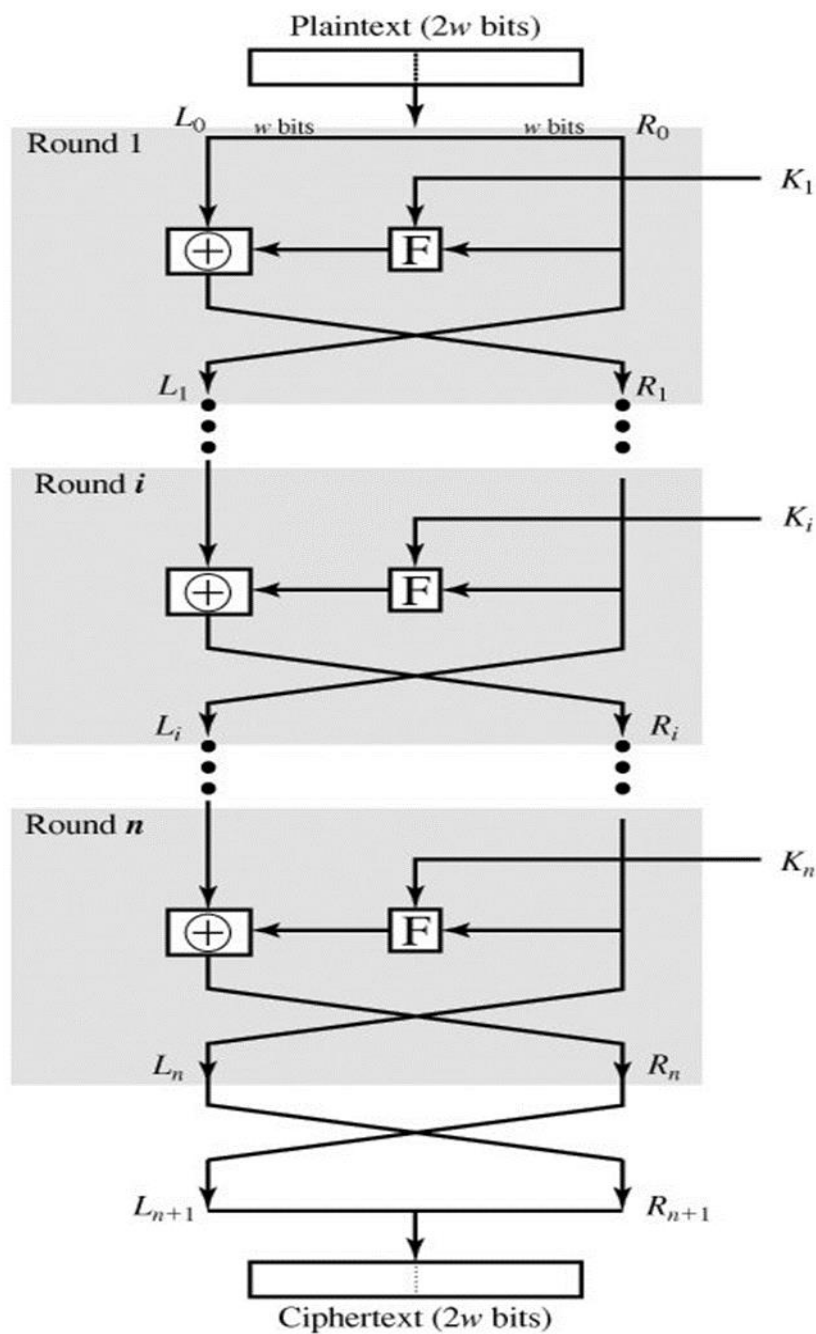 Plaintext (2w bits)
L₀ w bits w bits R₀
Round 1
K₁
⊕ F
L₁ R₁
Round i
Kᵢ
⊕ F
Lᵢ Rᵢ
Round n
Kₙ
⊕ F
Lₙ Rₙ
Lₙ₊₁ Rₙ₊₁
Ciphertext (2w bits)